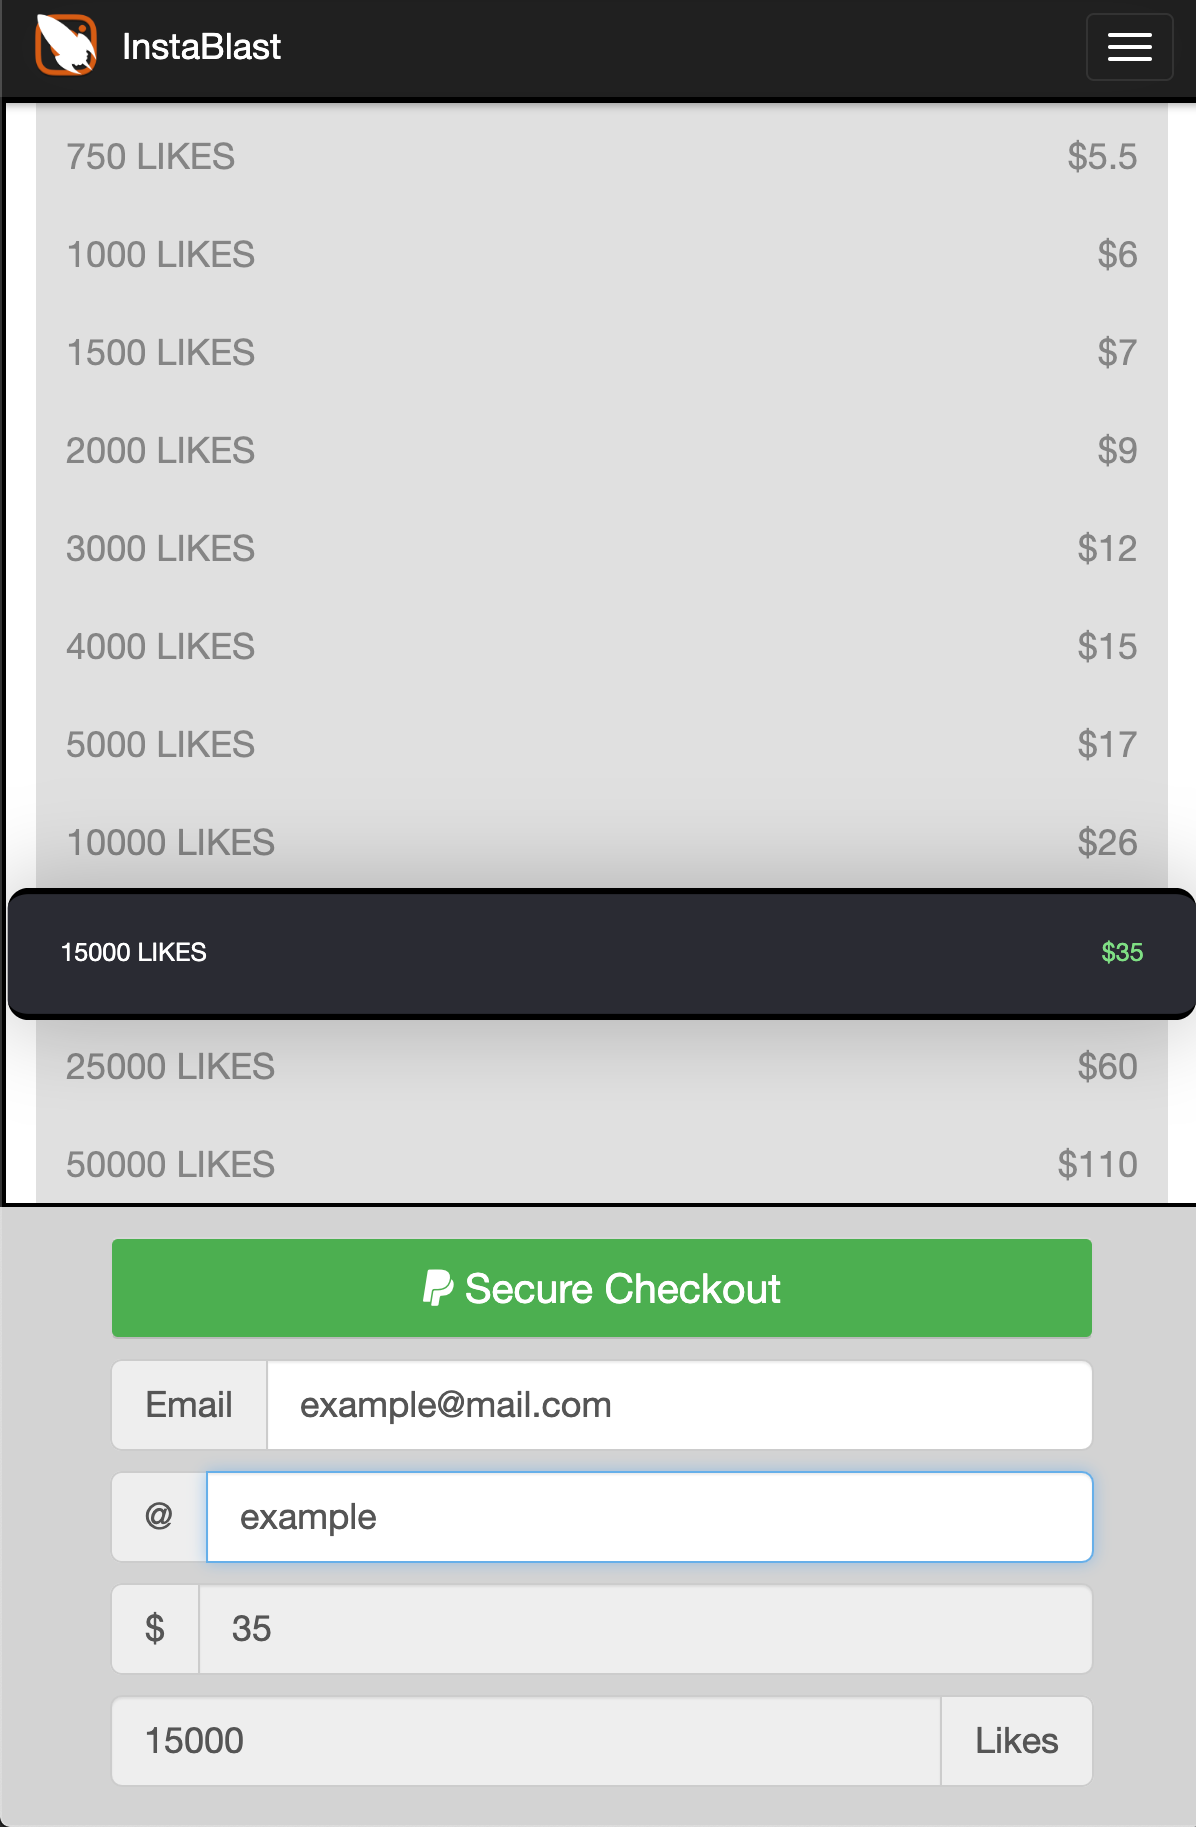 InstaBlast
750 LIKES $5.5
1000 LIKES $6
1500 LIKES $7
2000 LIKES $9
3000 LIKES $12
4000 LIKES $15
5000 LIKES $17
10000 LIKES $26
15000 LIKES $35
25000 LIKES $60
50000 LIKES $110
Secure Checkout
Email example@mail.com
@ example
$ 35
15000 Likes